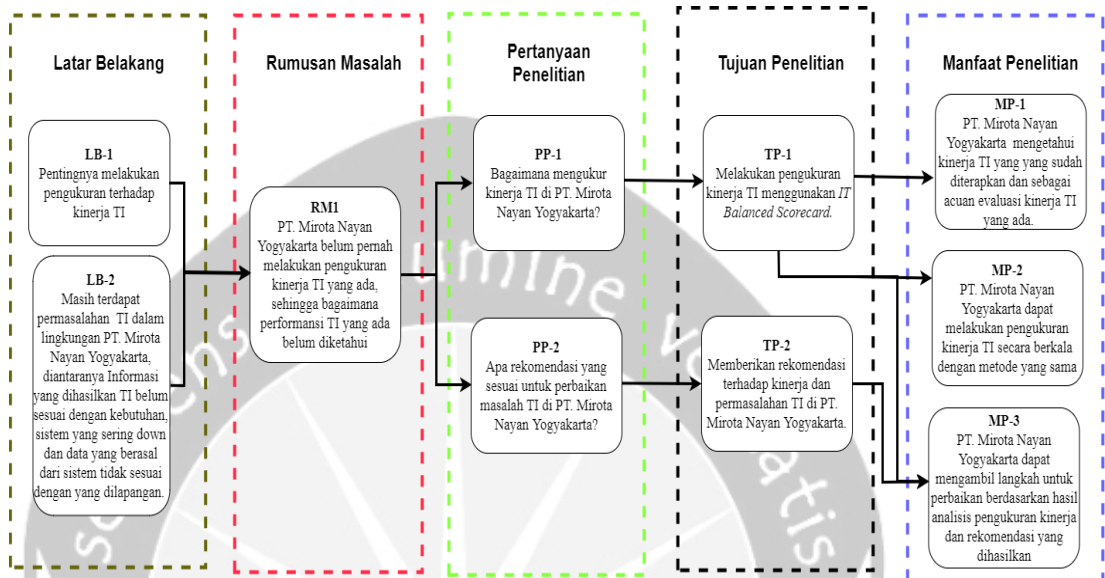 Latar Belakang
LB-1
Pentingnya melakukan
pengukuran terhadap
kinerja TI
LB-2
Masih terdapat
permasalahan TI dalam
lingkungan PT. Mirota
Nayan Yogyakarta,
diantaranya Informasi
yang dihasilkan TI belum
sesuai dengan kebutuhan,
sistem yang sering down
dan data yang berasal
dari sistem tidak sesuai
dengan yang dilapangan.
Rumusan Masalah
RM1
PT. Mirota Nayan
Yogyakarta belum pernah
melakukan pengukuran
kinerja TI yang ada,
sehingga bagaimana
performansi TI yang ada
belum diketahui
Pertanyaan
Penelitian
PP-1
Bagaimana mengukur
kinerja TI di PT. Mirota
Nayan Yogyakarta?
PP-2
Apa rekomendasi yang
sesuai untuk perbaikan
masalah TI di PT. Mirota
Nayan Yogyakarta?
Tujuan Penelitian
TP-1
Melakukan pengukuran
kinerja TI menggunakan IT
Balanced Scorecard.
TP-2
Memberikan rekomendasi
terhadap kinerja dan
permasalahan TI di PT.
Mirota Nayan Yogyakarta.
Manfaat Penelitian
MP-1
PT. Mirota Nayan
Yogyakarta mengetahui
kinerja TI yang yang sudah
diterapkan dan sebagai
acuan evaluasi kinerja TI
yang ada.
MP-2
PT. Mirota Nayan
Yogyakarta dapat
melakukan pengukuran
kinerja TI secara berkala
dengan metode yang sama
MP-3
PT. Mirota Nayan
Yogyakarta dapat
mengambil langkah untuk
perbaikan berdasarkan hasil
analisis pengukuran kinerja
dan rekomendasi yang
dihasilkan